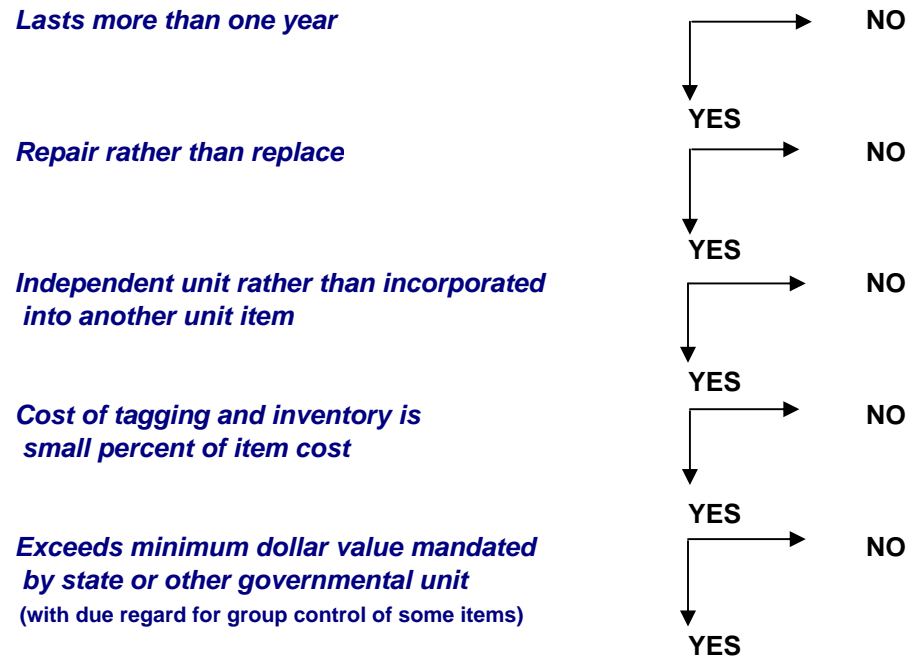 Lasts more than one year NO
YES
Repair rather than replace NO
YES
Independent unit rather than incorporated NO
into another unit item
YES
Cost of tagging and inventory is NO
small percent of item cost
YES
Exceeds minimum dollar value mandated NO
by state or other governmental unit
(with due regard for group control of some items)
YES